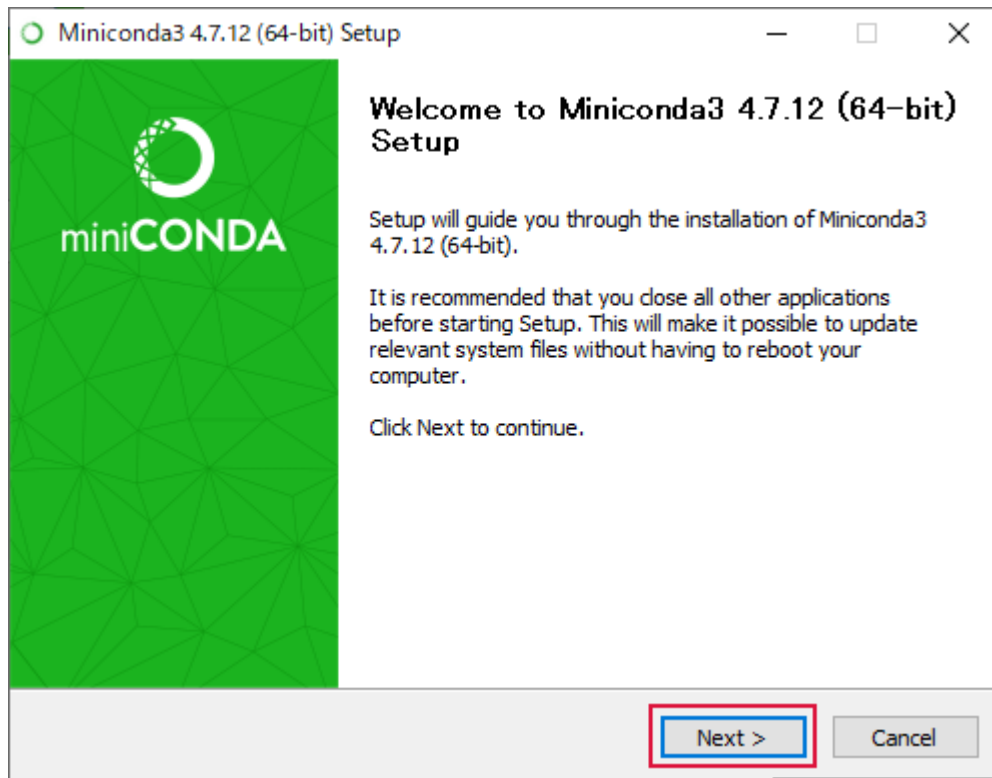 Miniconda3 4.7.12 (64-bit) Setup
miniCONDA
Welcome to Miniconda3 4.7.12 (64-bit)
Setup
Setup will guide you through the installation of Miniconda3
4.7.12 (64-bit).
It is recommended that you close all other applications
before starting Setup. This will make it possible to update
relevant system files without having to reboot your
computer.
Click Next to continue.
Next >
Cancel